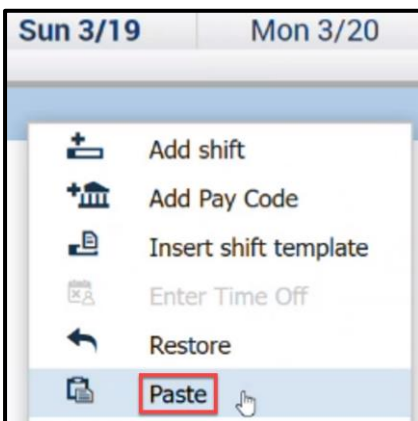 Sun 3/19 Mon 3/20
Add shift
Add Pay Code
Insert shift template
Enter Time Off
Restore
Paste